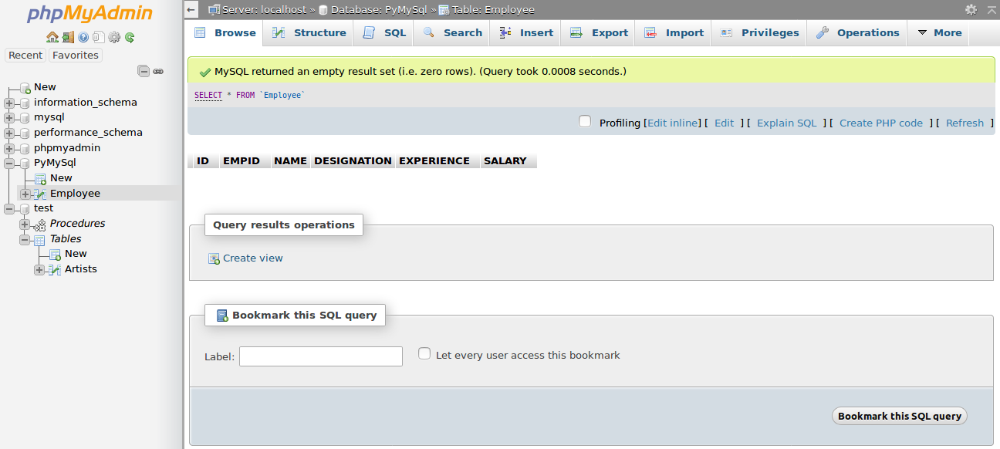 phpMyAdmin
Recent Favorites
New
information_schema
mysql
performance_schema
phpmyadmin
PyMySql
New
Employee
test
Procedures
Tables
New
Artists
Server: localhost » Database: PyMySql » Table: Employee
Browse Structure SQL Search Insert Export Import Privileges Operations More
MySQL returned an empty result set (i.e. zero rows). (Query took 0.0008 seconds.)
SELECT * FROM `Employee`
Profiling [Edit inline] [ Edit ] [ Explain SQL ] [ Create PHP code ] [ Refresh ]
ID EMPID NAME DESIGNATION EXPERIENCE SALARY
Query results operations
Create view
Bookmark this SQL query
Label: Let every user access this bookmark
Bookmark this SQL query